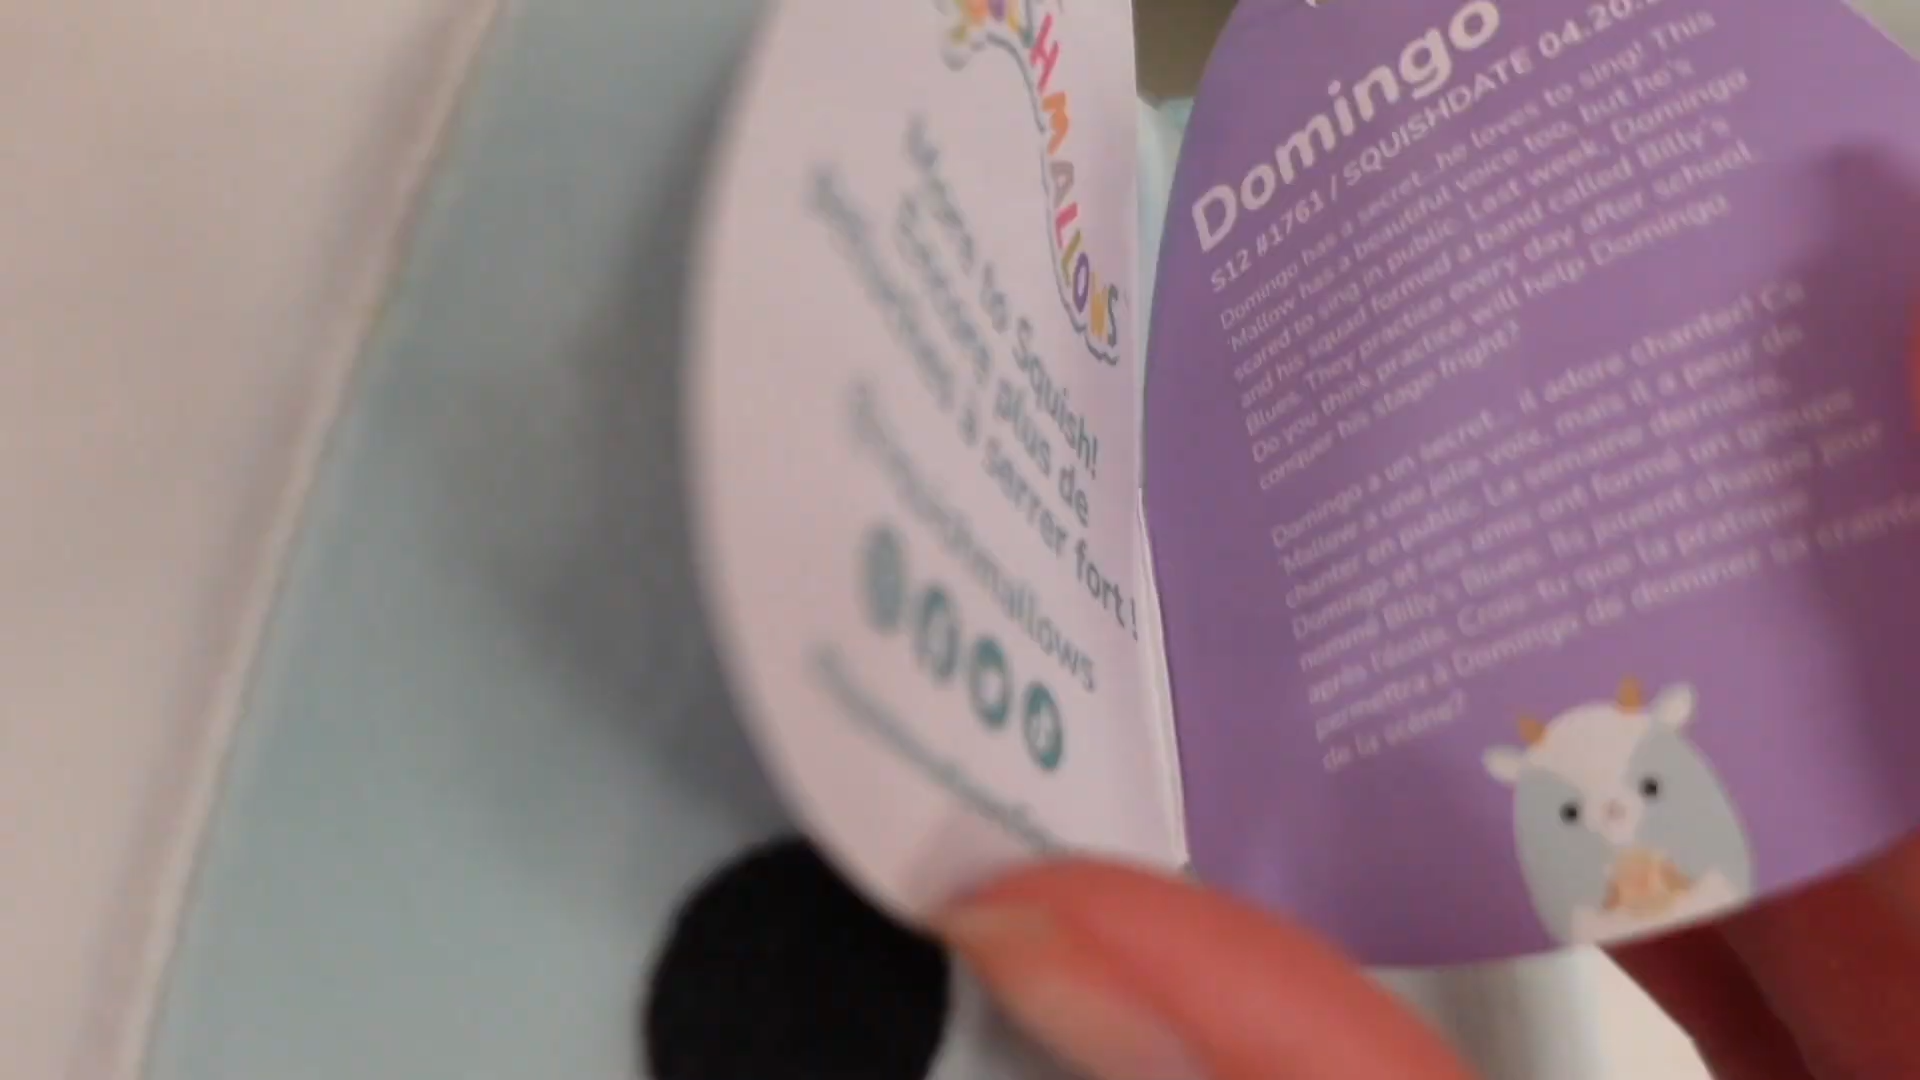 HMALLOWS
to Squish!
plus de
à serrer fort !
squishmallows
Domingo
S12 #1761 / SQUISHDATE 04.20.
Domingo has a secret...he loves to sing! This
'Mallow has a beautiful voice too, but he's
scared to sing in public. Last week, Domingo
and his squad formed a band called Billy's
Blues. They practice every day after school.
Do you think practice will help Domingo
conquer his stage fright?
Domingo a un secret... il adore chanter! Ce
'Mallow a une jolie voix, mais il a peur de
chanter en public. La semaine dernière,
Domingo et ses amis ont formé un groupe
nommé Billy's Blues. Ils jouent chaque jour
après l'école. Crois-tu que la pratique
permettra à Domingo de dominer sa crainte
de la scène?